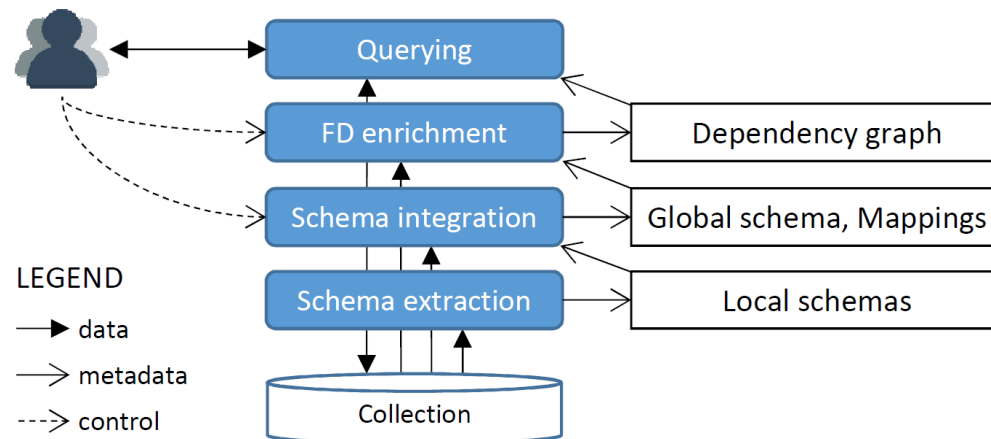 Querying
FD enrichment
Dependency graph
Schema integration
Global schema, Mappings
Schema extraction
Local schemas
Collection
LEGEND
data
metadata
control